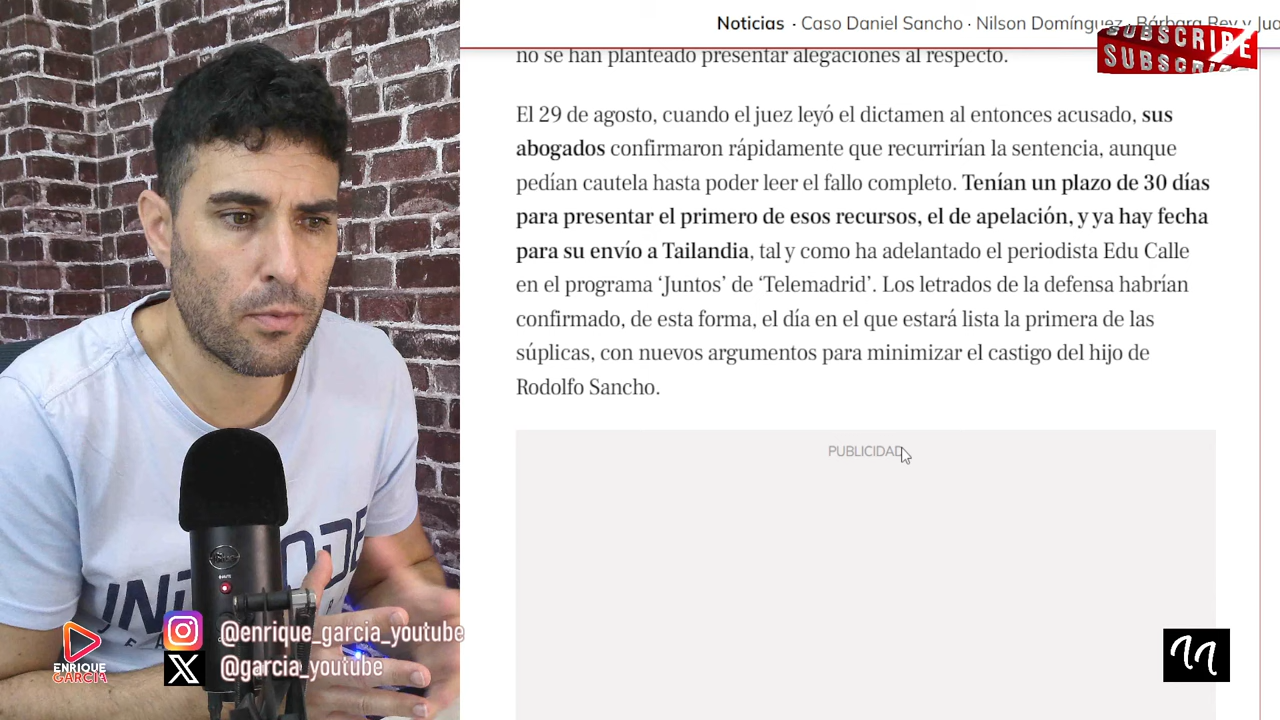 Noticias · Caso Daniel Sancho · Nilson Domínguez · Bárbara Rey y Jua
SUBSCRIBE
SUBSCRIBE
no se han planteado presentar alegaciones al respecto.
El 29 de agosto, cuando el juez leyó el dictamen al entonces acusado, sus
abogados confirmaron rápidamente que recurrirían la sentencia, aunque
pedían cautela hasta poder leer el fallo completo. Tenían un plazo de 30 días
para presentar el primero de esos recursos, el de apelación, y ya hay fecha
para su envío a Tailandia, tal y como ha adelantado el periodista Edu Calle
en el programa ‘Juntos’ de ‘Telemadrid’. Los letrados de la defensa habrían
confirmado, de esta forma, el día en el que estará lista la primera de las
súplicas, con nuevos argumentos para minimizar el castigo del hijo de
Rodolfo Sancho.
PUBLICIDAD
@enrique_garcia_youtube
@garcia_youtube
ENRIQUE
GARCIA